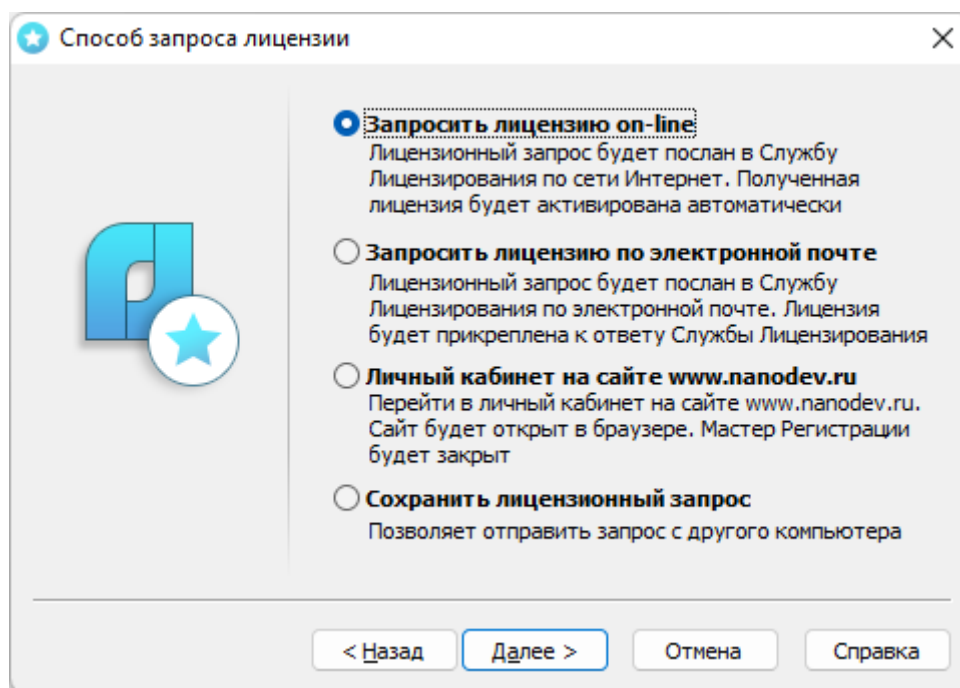 Способ запроса лицензии
Запросить лицензию on-line
Лицензионный запрос будет послан в Службу
Лицензирования по сети Интернет. Полученная
лицензия будет активирована автоматически
Запросить лицензию по электронной почте
Лицензионный запрос будет послан в Службу
Лицензирования по электронной почте. Лицензия
будет прикреплена к ответу Службы Лицензирования
Личный кабинет на сайте www.nanodev.ru
Перейти в личный кабинет на сайте www.nanodev.ru.
Сайт будет открыт в браузере. Мастер Регистрации
будет закрыт
Сохранить лицензионный запрос
Позволяет отправить запрос с другого компьютера
< Назад Далее > Отмена Справка